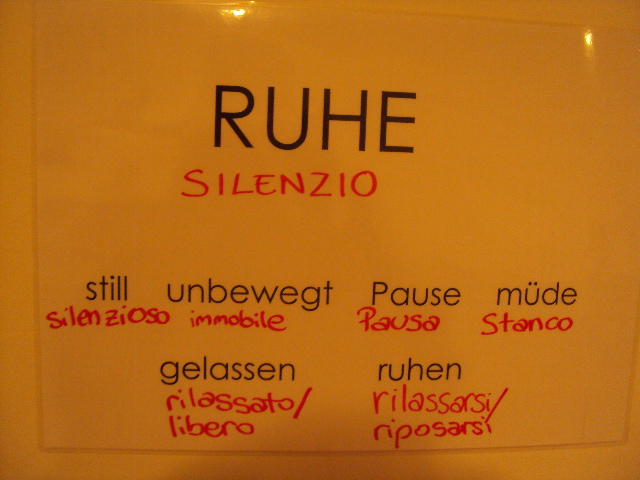 RUHE
SILENZIO
still unbewegt Pause müde
silenzioso immobile Pausa Stanco
gelassen ruhen
rilassato/ rilassarsi/
libero riposarsi